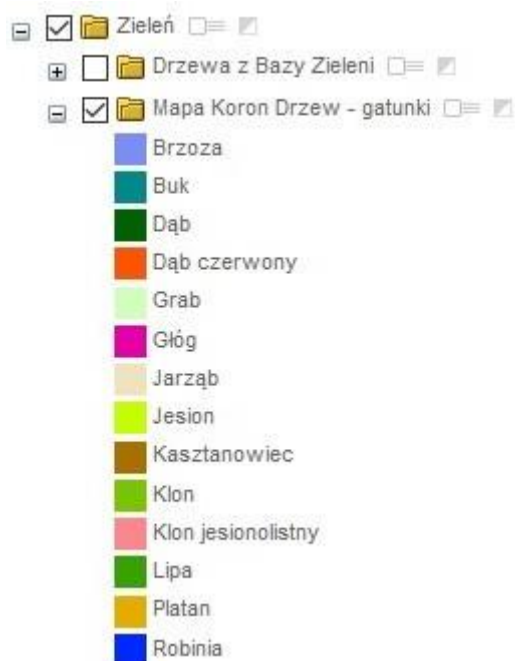 Zieleń
Drzewa z Bazy Zieleni
Mapa Koron Drzew - gatunki
Brzoza
Buk
Dąb
Dąb czerwony
Grab
Głóg
Jarząb
Jesion
Kasztanowiec
Klon
Klon jesionolistny
Lipa
Platan
Robinia